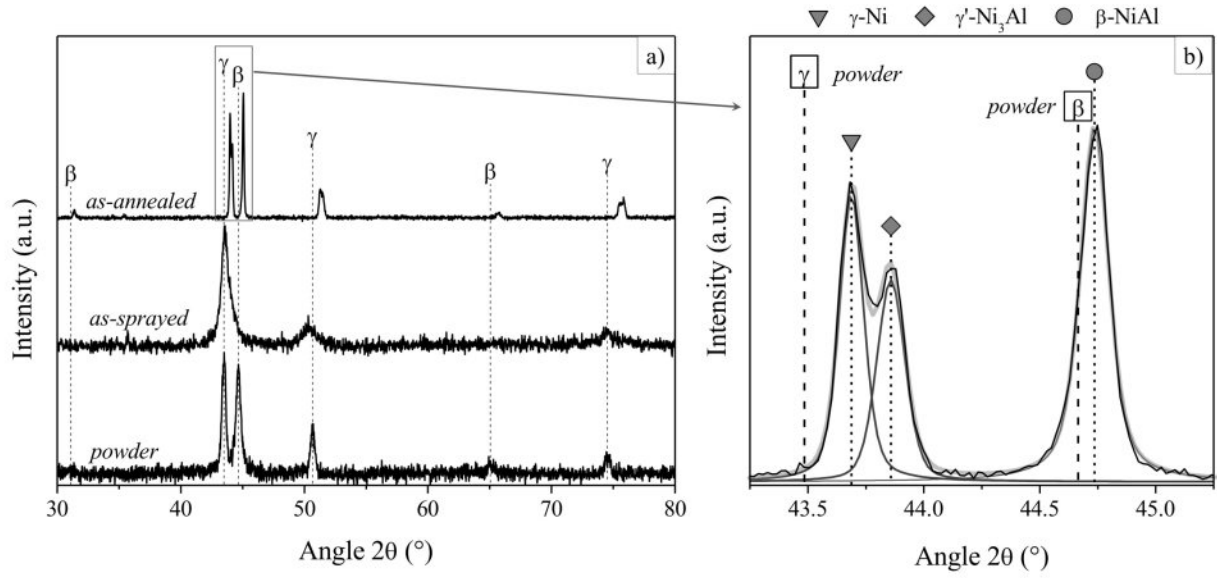 γ-Ni γ'-Ni₃Al β-NiAl
a)
γ
β
γ
β
β
γ
as-annealed
as-sprayed
powder
Intensity (a.u.)
30 40 50 60 70 80
Angle 2θ (°)
b)
γ powder
powder β
Intensity (a.u.)
43.5 44.0 44.5 45.0
Angle 2θ (°)